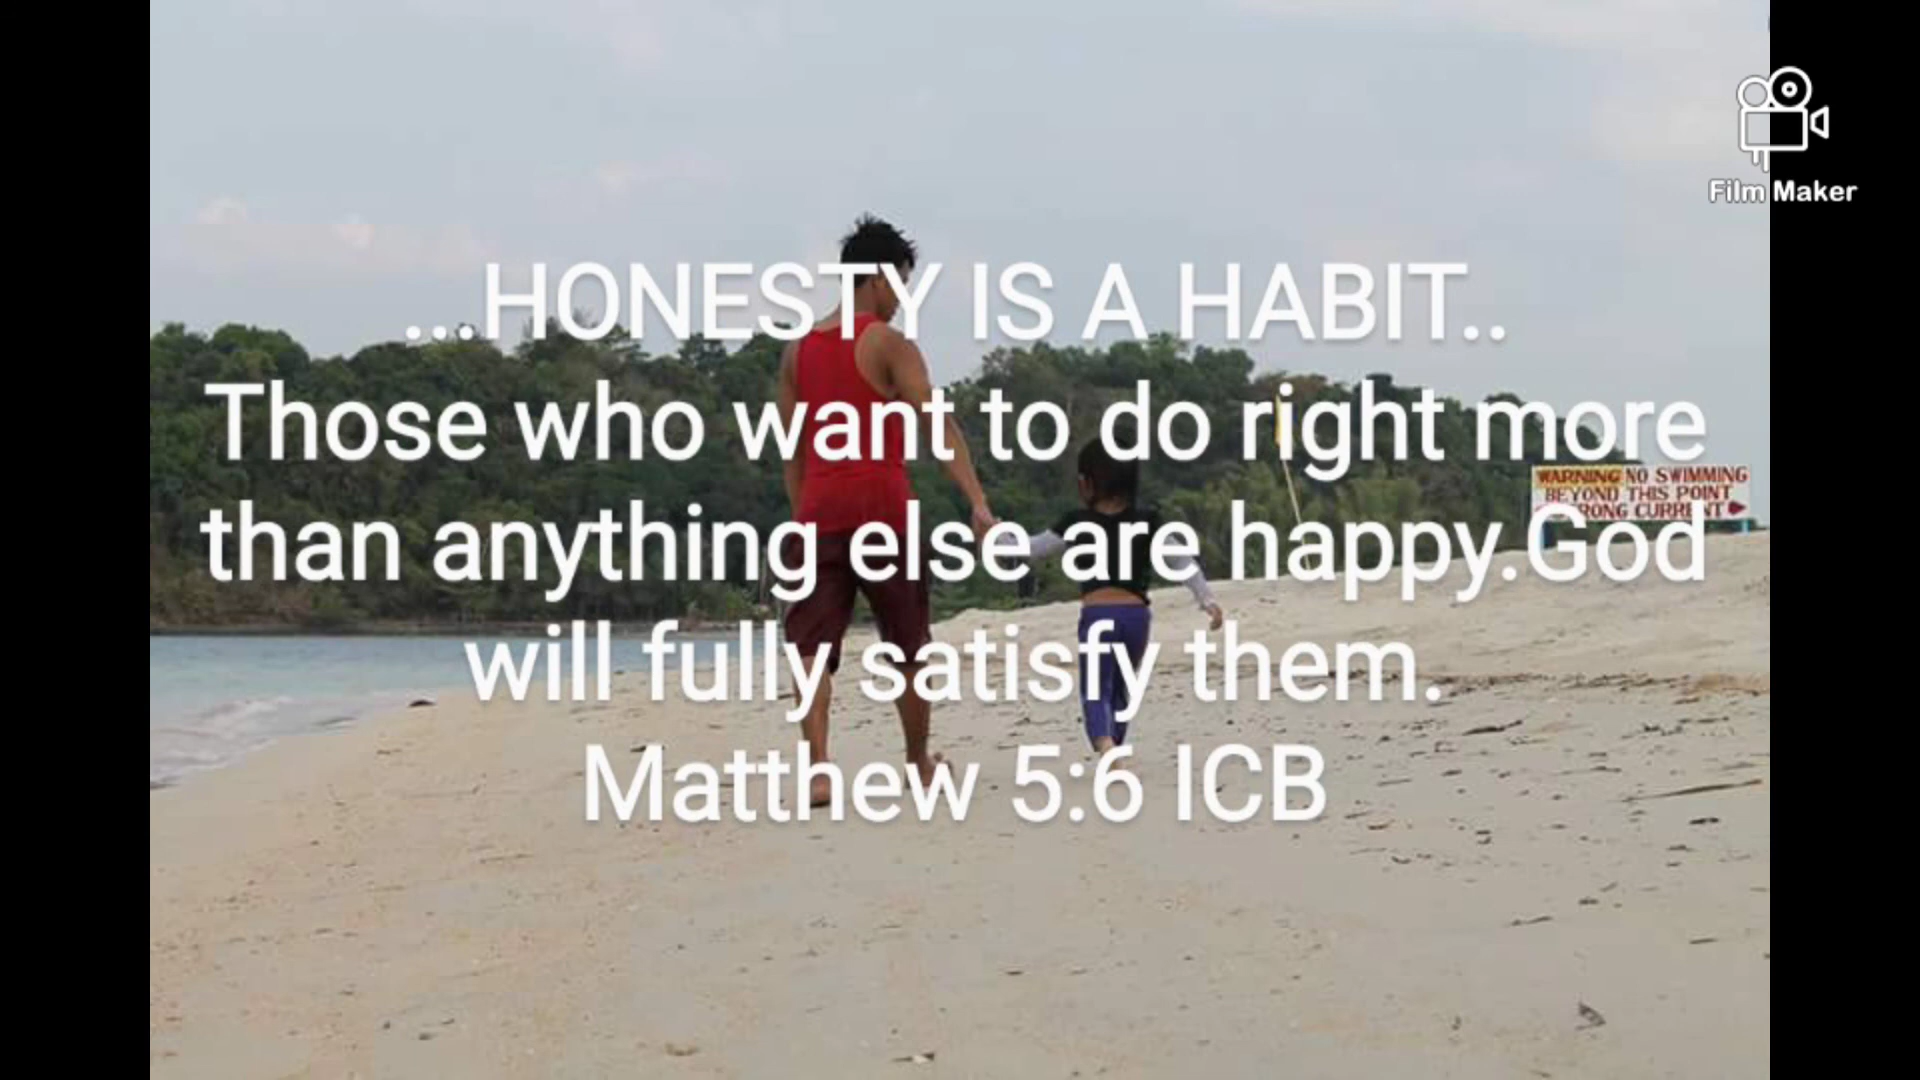 Film Maker
...HONESTY IS A HABIT..
Those who want to do right more
than anything else are happy.God
will fully satisfy them.
Matthew 5:6 ICB
WARNING NO SWIMMING
BEYOND THIS POINT
CURRENT